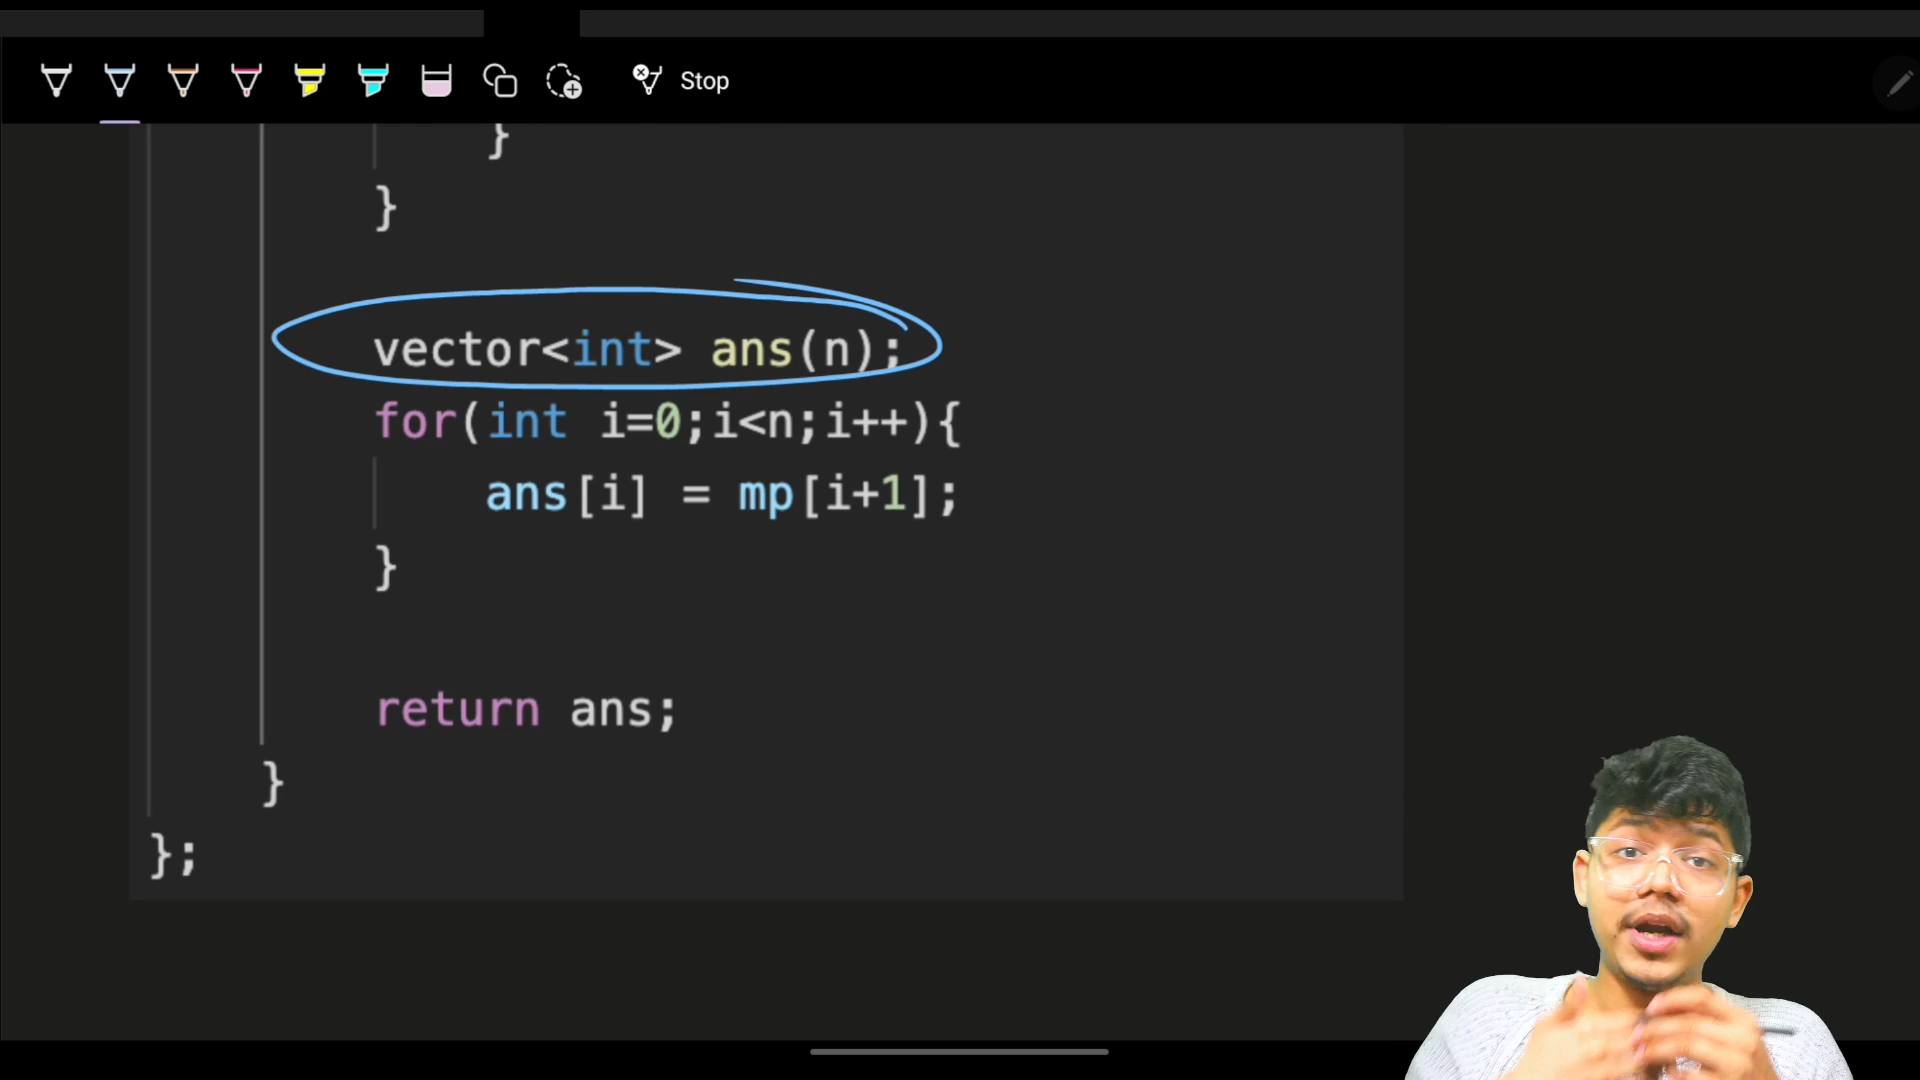 Stop
}
}
vector<int> ans(n);
for(int i=0;i<n;i++){
ans[i] = mp[i+1];
}
return ans;
}
};